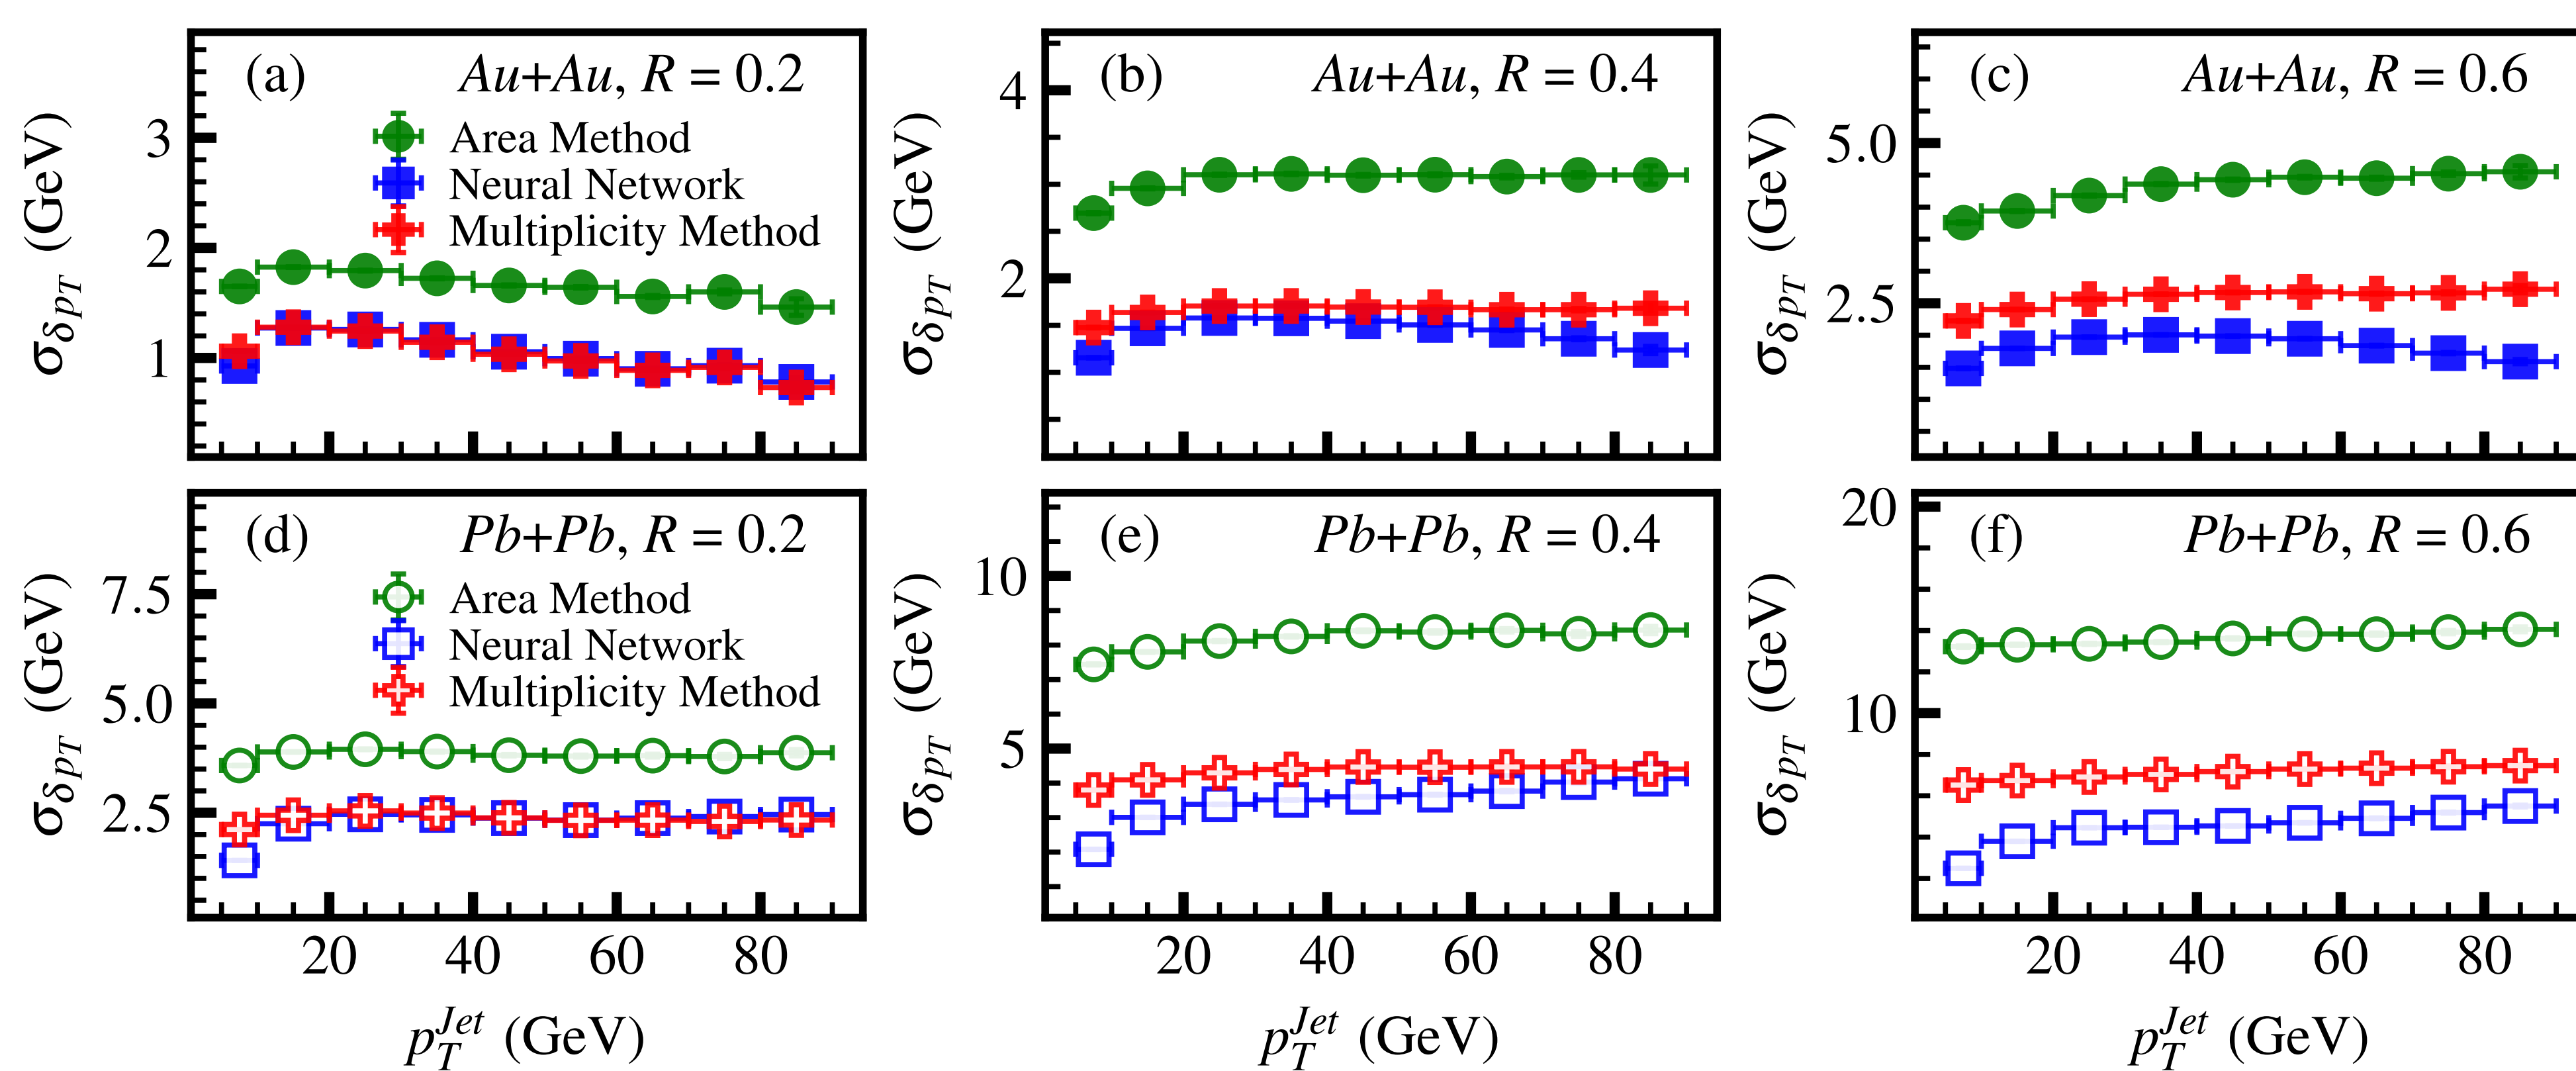 (a) Au+Au, R = 0.2
Area Method
Neural Network
Multiplicity Method
σδpT (GeV)
3
2
1
(b) Au+Au, R = 0.4
σδpT (GeV)
4
2
(c) Au+Au, R = 0.6
σδpT (GeV)
5.0
2.5
(d) Pb+Pb, R = 0.2
Area Method
Neural Network
Multiplicity Method
σδpT (GeV)
7.5
5.0
2.5
20 40 60 80
pTJet (GeV)
(e) Pb+Pb, R = 0.4
σδpT (GeV)
10
5
20 40 60 80
pTJet (GeV)
(f) Pb+Pb, R = 0.6
σδpT (GeV)
20
10
20 40 60 80
pTJet (GeV)